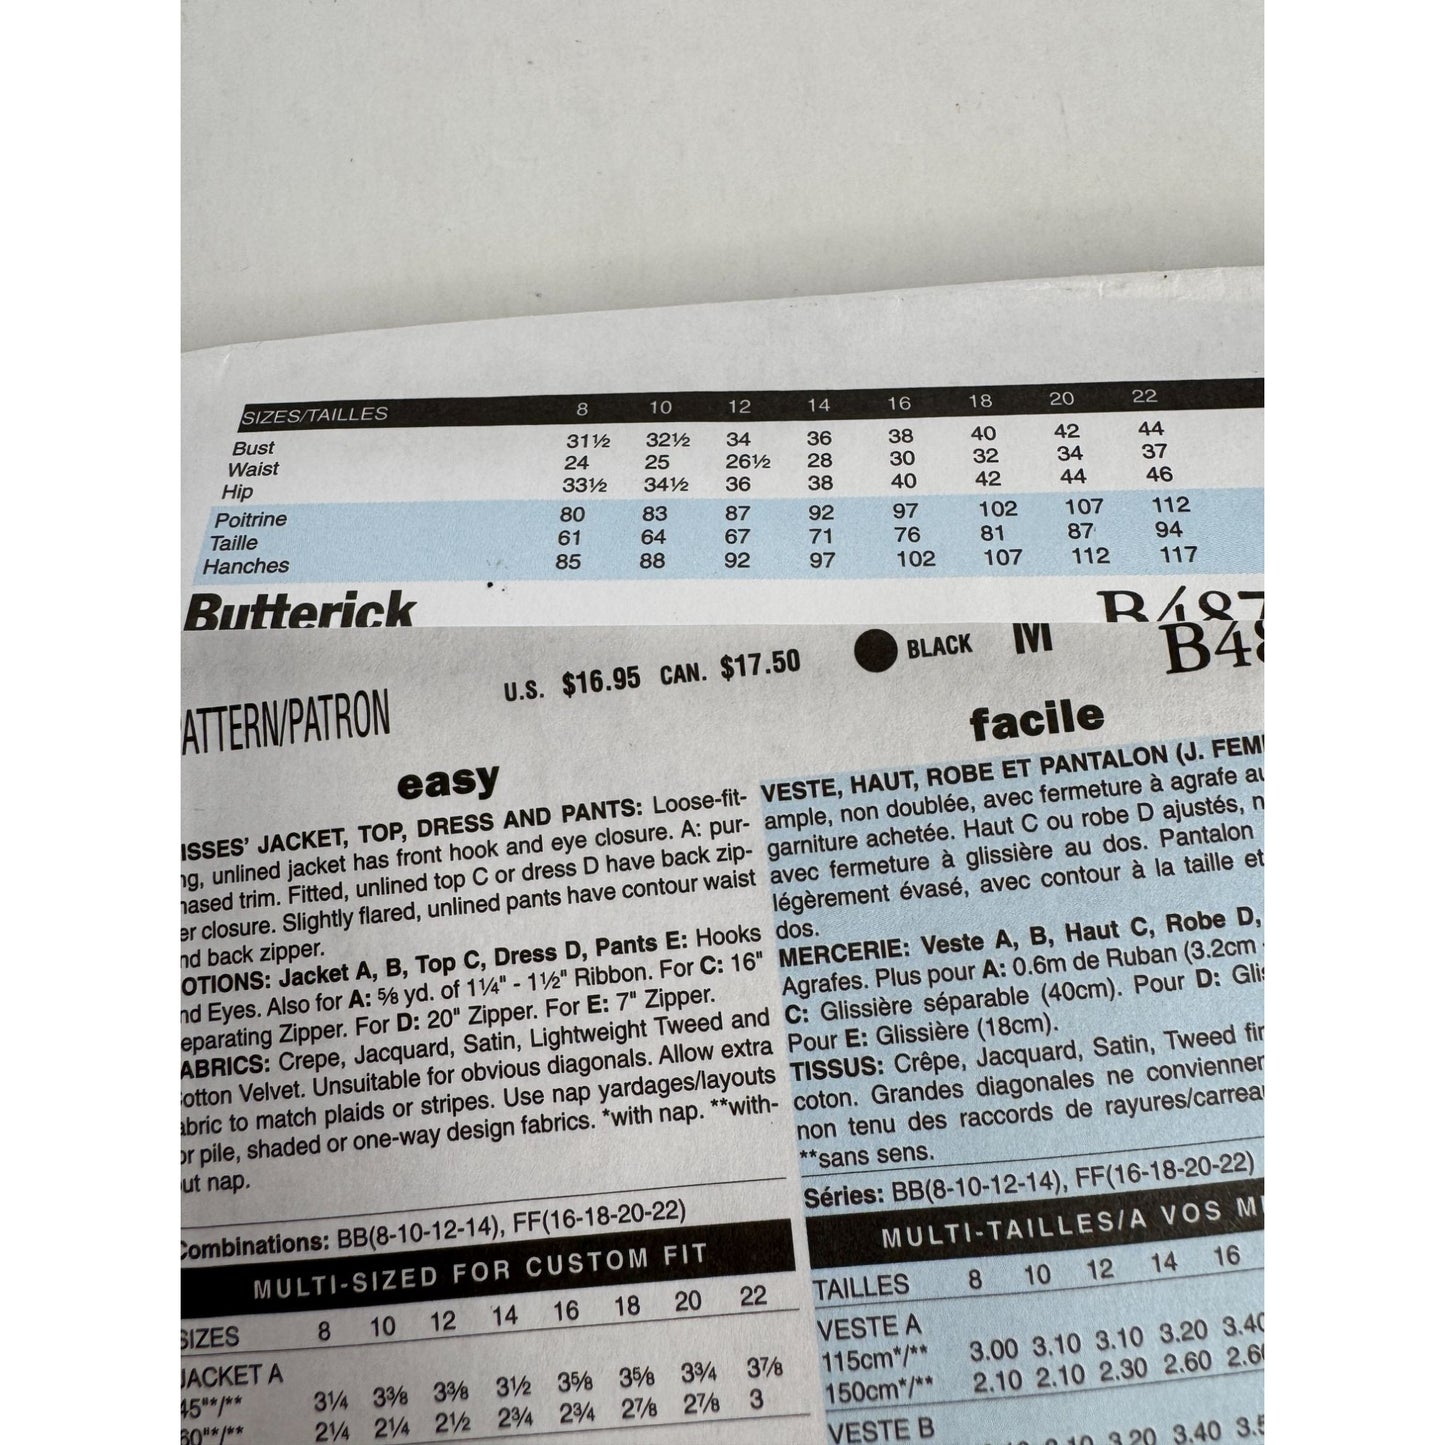 SIZES/TAILLES 8 10 12 14 16 18 20 22
Bust 31½ 32½ 34 36 38 40 42 44
Waist 24 25 26½ 28 30 32 34 37
Hip 33½ 34½ 36 38 40 42 44 46
Poitrine 80 83 87 92 97 102 107 112
Taille 61 64 67 71 76 81 87 94
Hanches 85 88 92 97 102 107 112 117
Butterick B487
U.S. $16.95 CAN. $17.50 BLACK M B48
ATTERN/PATRON
easy
ISSES' JACKET, TOP, DRESS AND PANTS: Loose-fit-
ng, unlined jacket has front hook and eye closure. A: pur-
hased trim. Fitted, unlined top C or dress D have back zip-
er closure. Slightly flared, unlined pants have contour waist
nd back zipper.
OTIONS: Jacket A, B, Top C, Dress D, Pants E: Hooks
nd Eyes. Also for A: ⅝ yd. of 1¼" - 1½" Ribbon. For C: 16"
eparating Zipper. For D: 20" Zipper. For E: 7" Zipper.
ABRICS: Crepe, Jacquard, Satin, Lightweight Tweed and
otton Velvet. Unsuitable for obvious diagonals. Allow extra
abric to match plaids or stripes. Use nap yardages/layouts
or pile, shaded or one-way design fabrics. *with nap. **with-
ut nap.
Combinations: BB(8-10-12-14), FF(16-18-20-22)
MULTI-SIZED FOR CUSTOM FIT
SIZES 8 10 12 14 16 18 20 22
JACKET A
45"*/** 3¼ 3⅜ 3⅜ 3½ 3⅝ 3⅝ 3¾ 3⅞
60"*/** 2¼ 2¼ 2½ 2¾ 2¾ 2⅞ 2⅞ 3
facile
VESTE, HAUT, ROBE ET PANTALON (J. FEM
ample, non doublée, avec fermeture à agrafe au
garniture achetée. Haut C ou robe D ajustés, n
avec fermeture à glissière au dos. Pantalon
légèrement évasé, avec contour à la taille et
dos.
MERCERIE: Veste A, B, Haut C, Robe D,
Agrafes. Plus pour A: 0.6m de Ruban (3.2cm -
C: Glissière séparable (40cm). Pour D: Glis
Pour E: Glissière (18cm).
TISSUS: Crêpe, Jacquard, Satin, Tweed fin
coton. Grandes diagonales ne convienner
non tenu des raccords de rayures/carrea
**sans sens.
Séries: BB(8-10-12-14), FF(16-18-20-22)
MULTI-TAILLES/A VOS M
TAILLES 8 10 12 14 16
VESTE A
115cm*/** 3.00 3.10 3.10 3.20 3.40
150cm*/** 2.10 2.10 2.30 2.60 2.60
VESTE B
3.20 3.40 3.5